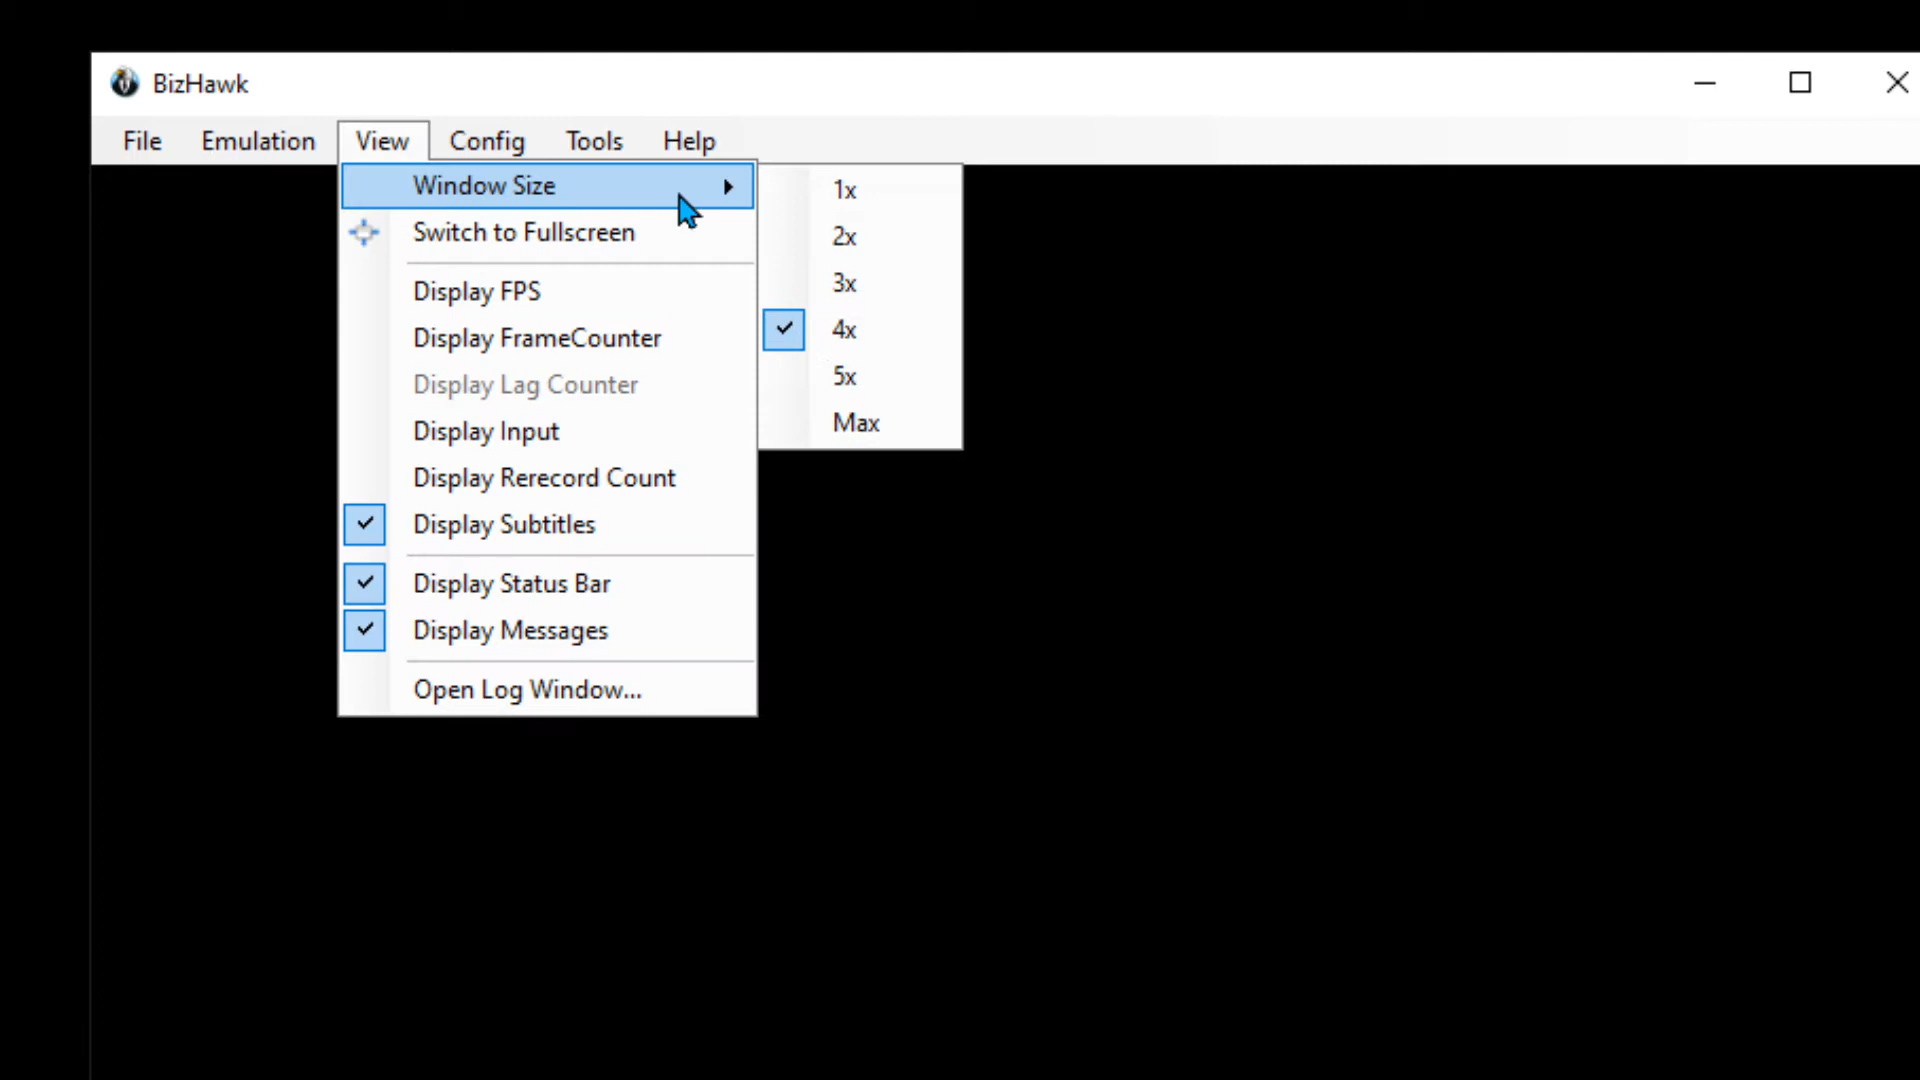 BizHawk
File Emulation View Config Tools Help
Window Size
Switch to Fullscreen
Display FPS
Display FrameCounter
Display Lag Counter
Display Input
Display Rerecord Count
Display Subtitles
Display Status Bar
Display Messages
Open Log Window...
1x
2x
3x
4x
5x
Max